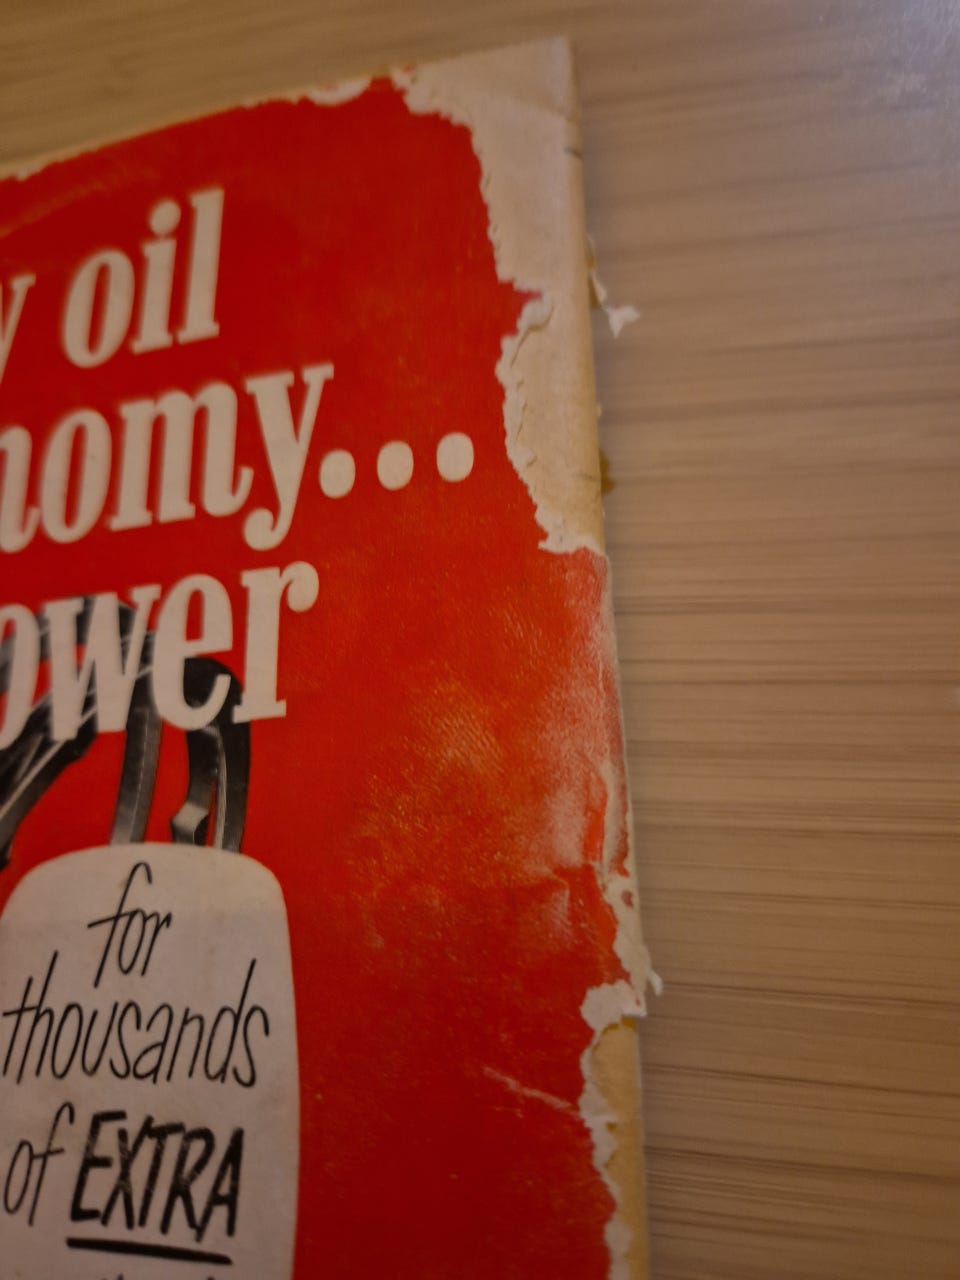 y oil
nomy...
ower
for
thousands
of EXTRA